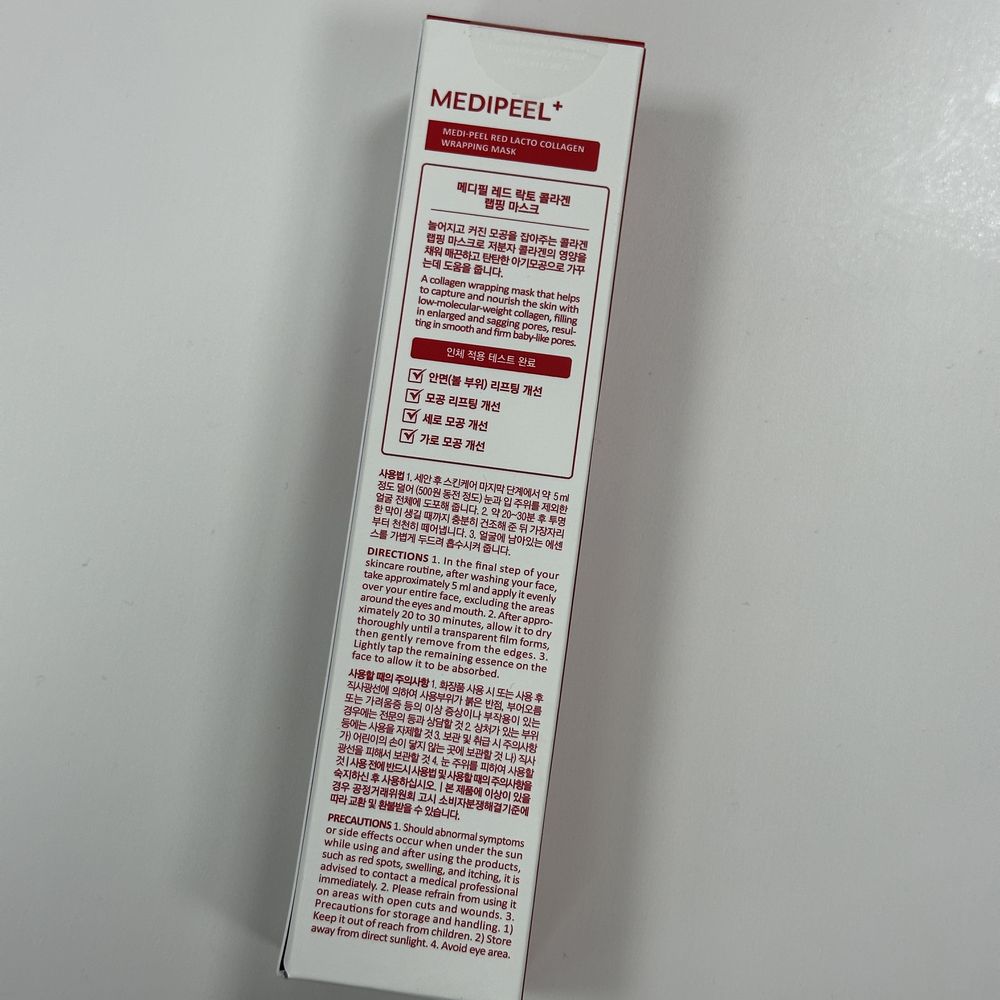 MEDIPEEL+
MEDI-PEEL RED LACTO COLLAGEN
WRAPPING MASK
메디필 레드 락토 콜라겐
랩핑 마스크
늘어지고 커진 모공을 잡아주는 콜라겐
랩핑 마스크로 저분자 콜라겐의 영양을
채워 매끈하고 탄탄한 아기모공으로 가꾸
는데 도움을 줍니다.
A collagen wrapping mask that helps
to capture and nourish the skin with
low-molecular-weight collagen, filling
in enlarged and sagging pores, resul-
ting in smooth and firm baby-like pores.
인체 적용 테스트 완료
안면(볼 부위) 리프팅 개선
모공 리프팅 개선
세로 모공 개선
가로 모공 개선
사용법 1. 세안 후 스킨케어 마지막 단계에서 약 5 ml
정도 덜어 (500원 동전 정도) 눈과 입 주위를 제외한
얼굴 전체에 도포해 줍니다. 2. 약 20~30분 후 투명
한 막이 생길 때까지 충분히 건조해 준 뒤 가장자리
부터 천천히 떼어냅니다. 3. 얼굴에 남아있는 에센
스를 가볍게 두드려 흡수시켜 줍니다.
DIRECTIONS 1. In the final step of your
skincare routine, after washing your face,
take approximately 5 ml and apply it evenly
over your entire face, excluding the areas
around the eyes and mouth. 2. After appro-
ximately 20 to 30 minutes, allow it to dry
thoroughly until a transparent film forms,
then gently remove from the edges. 3.
Lightly tap the remaining essence on the
face to allow it to be absorbed.
사용할 때의 주의사항 1. 화장품 사용 시 또는 사용 후
직사광선에 의하여 사용부위가 붉은 반점, 부어오름
또는 가려움증 등의 이상 증상이나 부작용이 있는
경우에는 전문의 등과 상담할 것 2. 상처가 있는 부위
등에는 사용을 자제할 것 3. 보관 및 취급 시 주의사항
가) 어린이의 손이 닿지 않는 곳에 보관할 것 나) 직사
광선을 피해서 보관할 것 4. 눈 주위를 피하여 사용할
것 | 사용 전에 반드시 사용법 및 사용할 때의 주의사항을
숙지하신 후 사용하십시오. | 본 제품에 이상이 있을
경우 공정거래위원회 고시 소비자분쟁해결기준에
따라 교환 및 환불받을 수 있습니다.
PRECAUTIONS 1. Should abnormal symptoms
or side effects occur when under the sun
while using and after using the products,
such as red spots, swelling, and itching, it is
advised to contact a medical professional
immediately. 2. Please refrain from using it
on areas with open cuts and wounds. 3.
Precautions for storage and handling. 1)
Keep it out of reach from children. 2) Store
away from direct sunlight. 4. Avoid eye area.